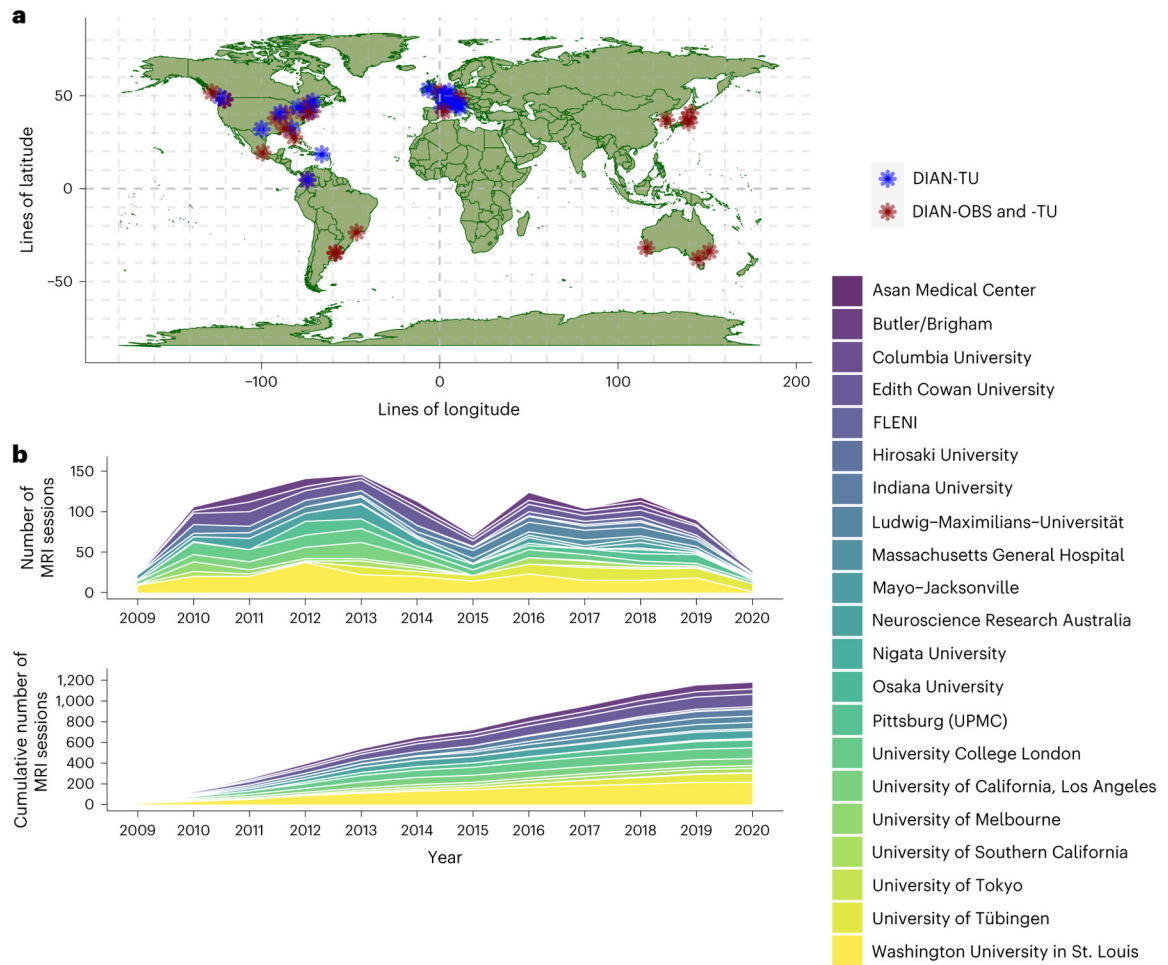 a
50
0
−50
Lines of latitude
−100
0
100
200
Lines of longitude
DIAN-TU
DIAN-OBS and -TU
Asan Medical Center
Butler/Brigham
Columbia University
Edith Cowan University
FLENI
Hirosaki University
Indiana University
Ludwig–Maximilians–Universität
Massachusetts General Hospital
Mayo–Jacksonville
Neuroscience Research Australia
Nigata University
Osaka University
Pittsburg (UPMC)
University College London
University of California, Los Angeles
University of Melbourne
University of Southern California
University of Tokyo
University of Tübingen
Washington University in St. Louis
b
Number of
MRI sessions
150
100
50
0
2009 2010 2011 2012 2013 2014 2015 2016 2017 2018 2019 2020
Cumulative number of
MRI sessions
1,200
1,000
800
600
400
200
0
2009 2010 2011 2012 2013 2014 2015 2016 2017 2018 2019 2020
Year